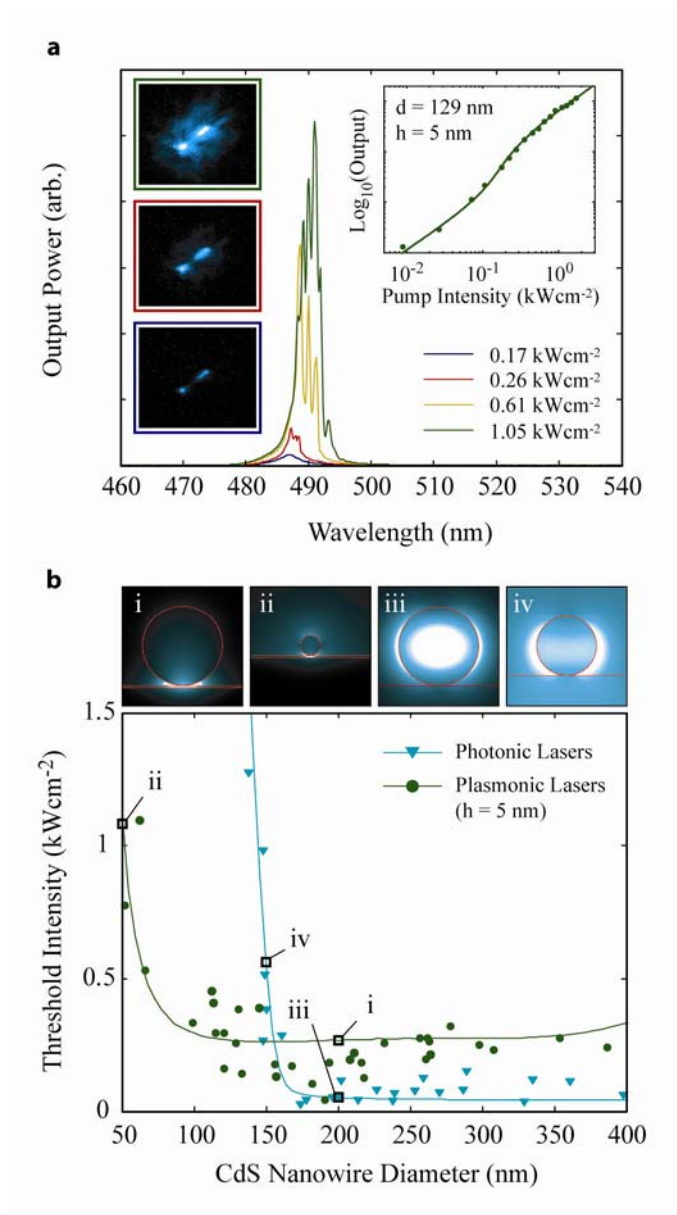 a
Output Power (arb.)
d = 129 nm
h = 5 nm
Log10(Output)
10-2 10-1 100
Pump Intensity (kWcm-2)
0.17 kWcm-2
0.26 kWcm-2
0.61 kWcm-2
1.05 kWcm-2
460 470 480 490 500 510 520 530 540
Wavelength (nm)
b
i ii iii iv
1.5
1
0.5
0
Threshold Intensity (kWcm-2)
Photonic Lasers
Plasmonic Lasers
(h = 5 nm)
ii
iv
iii
i
50 100 150 200 250 300 350 400
CdS Nanowire Diameter (nm)